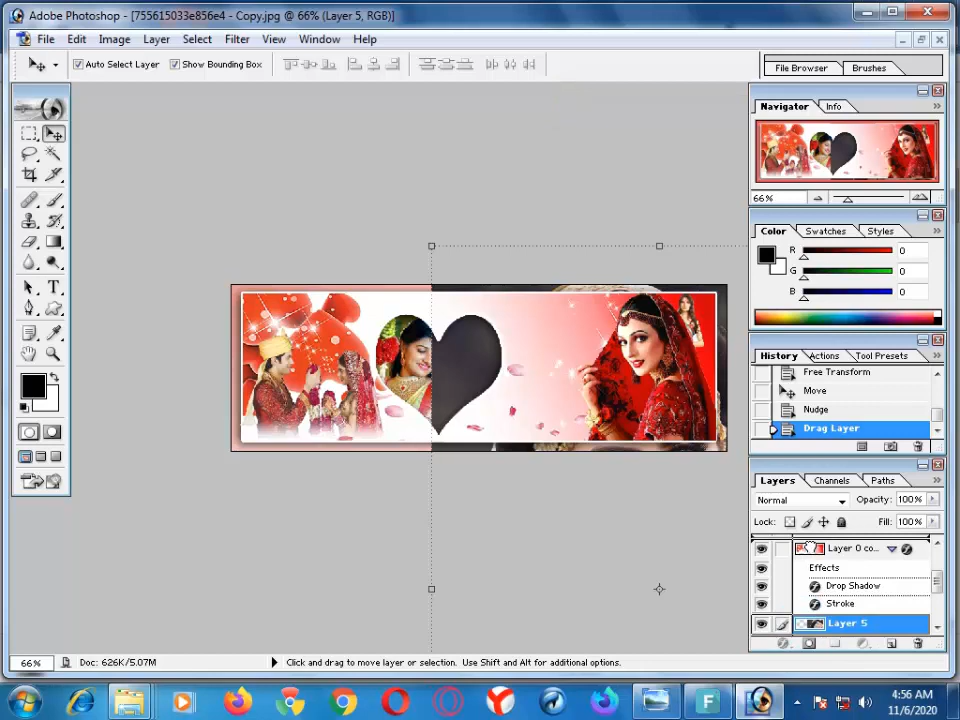 Adobe Photoshop - [755615033e856e4 - Copy.jpg @ 66% (Layer 5, RGB)]
File Edit Image Layer Select Filter View Window Help
Auto Select Layer Show Bounding Box
File Browser Brushes
Navigator Info
66%
Color Swatches Styles
R 0
G 0
B 0
History Actions Tool Presets
Free Transform
Move
Nudge
Drag Layer
Layers Channels Paths
Normal Opacity: 100%
Lock: Fill: 100%
Layer 0 co...
Effects
Drop Shadow
Stroke
Layer 5
66% Doc: 626K/5.07M Click and drag to move layer or selection. Use Shift and Alt for additional options.
4:56 AM
11/6/2020